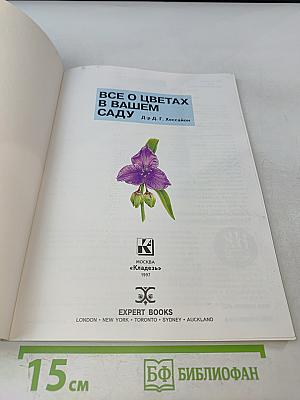 ВСЕ О ЦВЕТАХ
В ВАШЕМ
САДУ
Д-р Д. Г. Хессайон
МОСКВА
«Кладезь»
1997
EXPERT BOOKS
LONDON • NEW YORK • TORONTO • SYDNEY • AUCKLAND
15 см
БФ БИБЛИОФАН